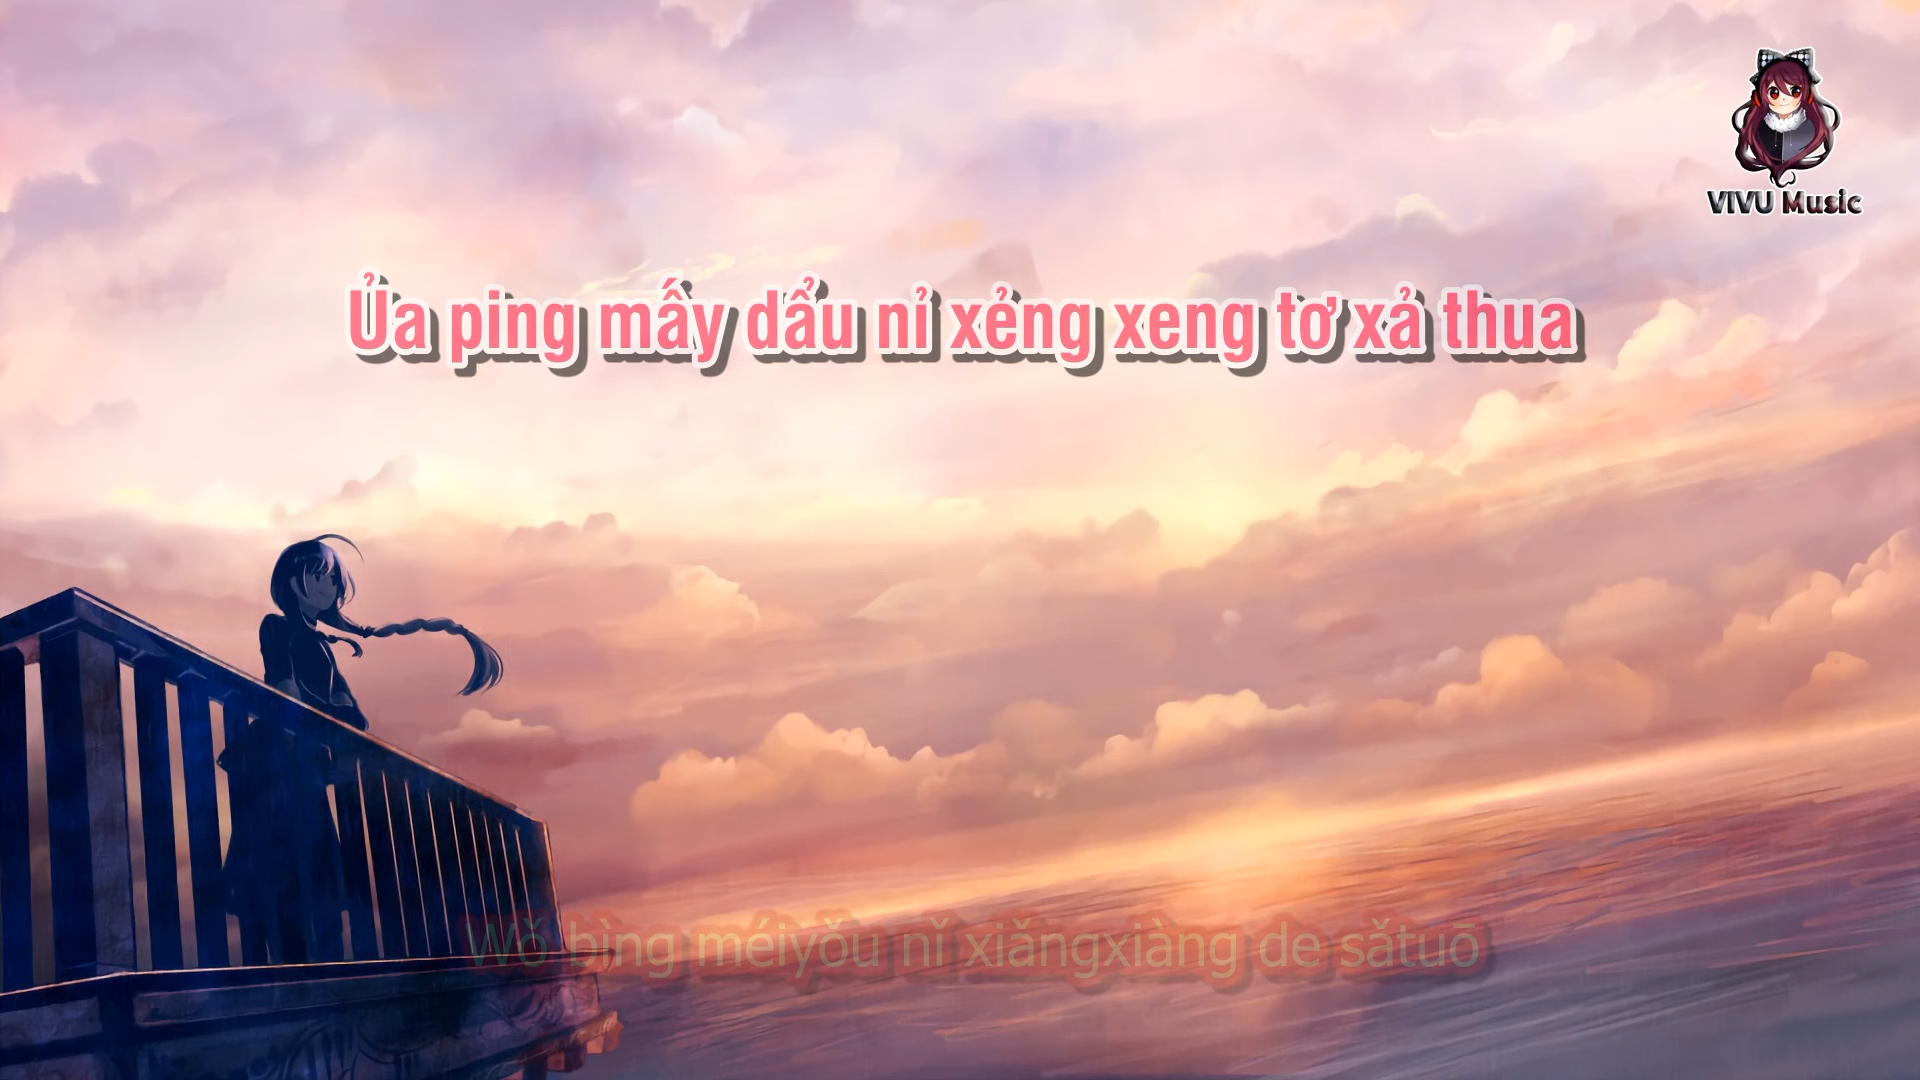 VIVU Music
Ủa ping mấy dẩu nỉ xẻng xeng tơ xả thua
Wǒ bìng méiyǒu nǐ xiǎngxiàng de sǎtuō